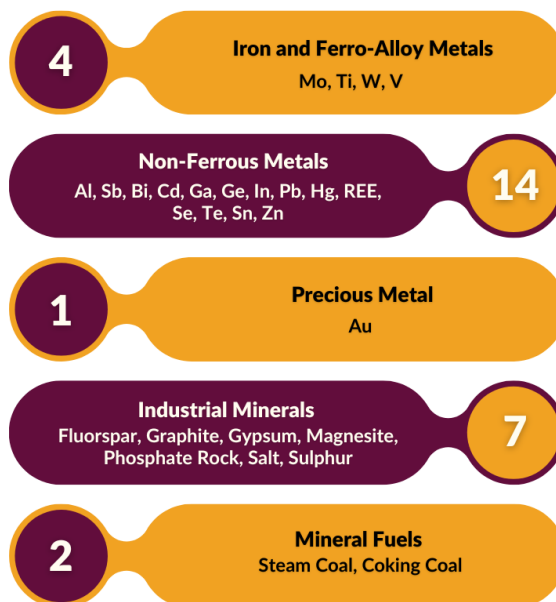 4
Iron and Ferro-Alloy Metals
Mo, Ti, W, V
Non-Ferrous Metals
Al, Sb, Bi, Cd, Ga, Ge, In, Pb, Hg, REE,
Se, Te, Sn, Zn
14
1
Precious Metal
Au
Industrial Minerals
Fluorspar, Graphite, Gypsum, Magnesite,
Phosphate Rock, Salt, Sulphur
7
2
Mineral Fuels
Steam Coal, Coking Coal